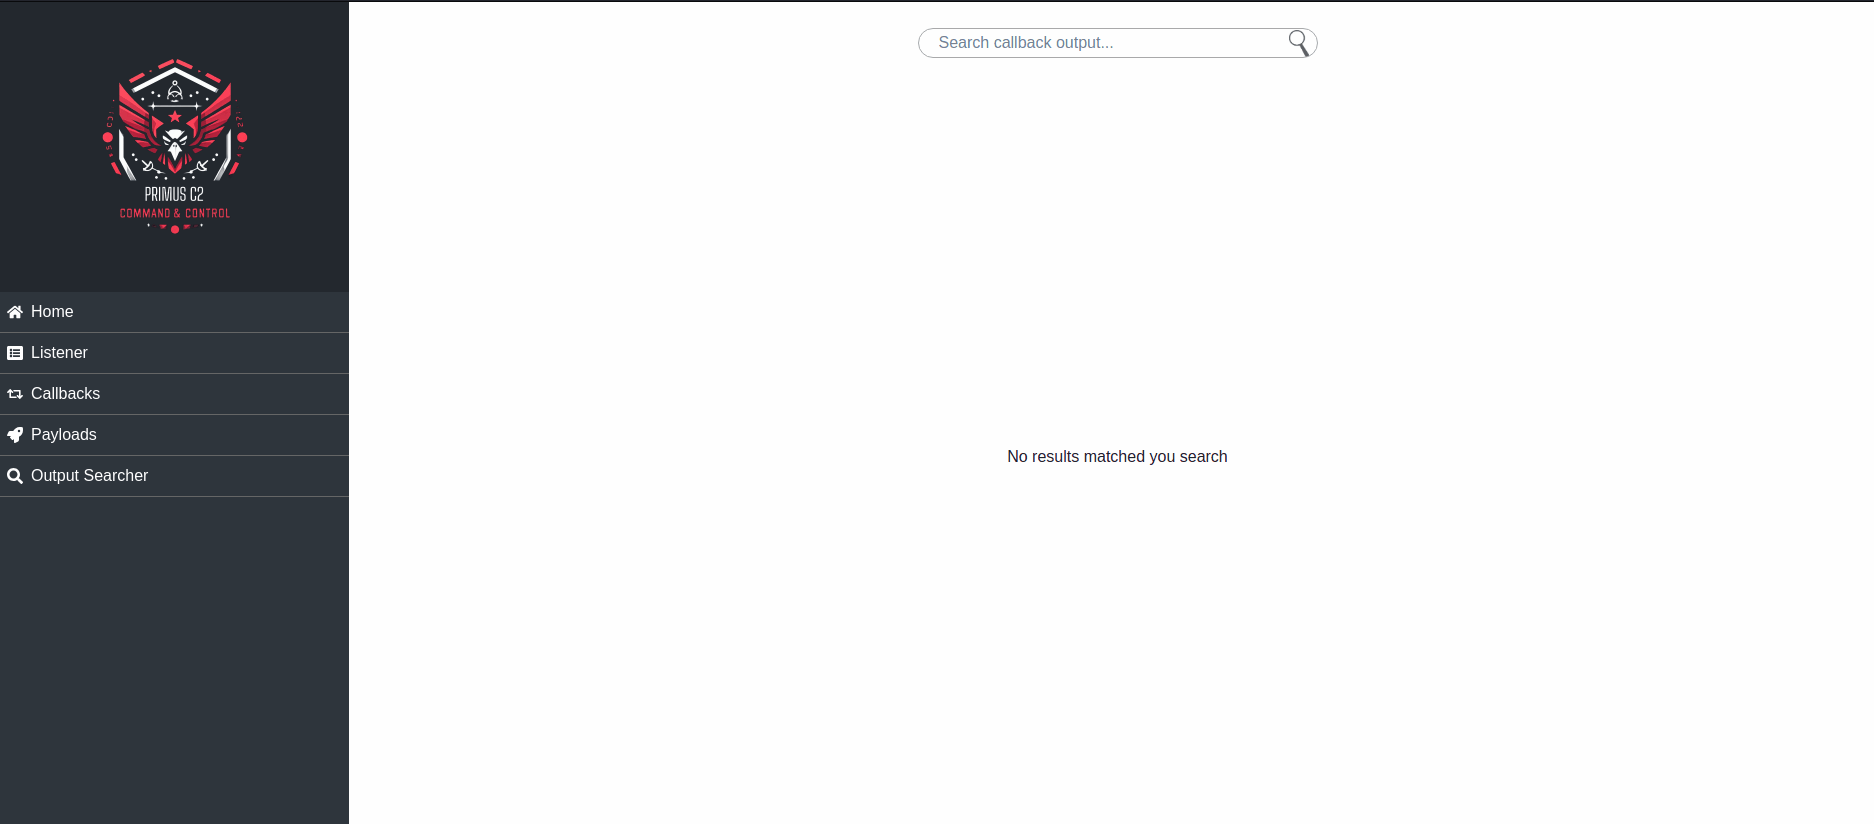 PRIMUS C2
COMMAND & CONTROL
Home
Listener
Callbacks
Payloads
Output Searcher
Search callback output...
No results matched you search